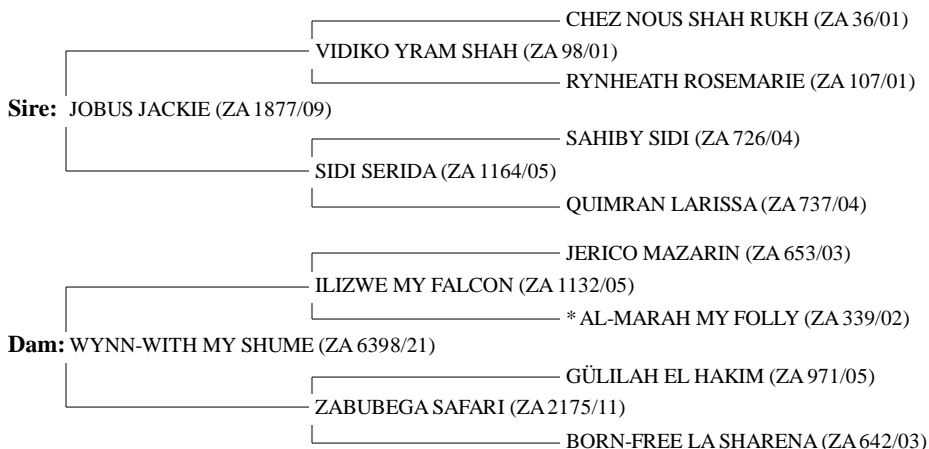 CHEZ NOUS SHAH RUKH (ZA 36/01)
VIDIKO YRAM SHAH (ZA 98/01)
RYNHEATH ROSEMARIE (ZA 107/01)
Sire: JOBUS JACKIE (ZA 1877/09)
SAHIBY SIDI (ZA 726/04)
SIDI SERIDA (ZA 1164/05)
QUIMRAN LARISSA (ZA 737/04)
JERICO MAZARIN (ZA 653/03)
ILIZWE MY FALCON (ZA 1132/05)
* AL-MARAH MY FOLLY (ZA 339/02)
Dam: WYNN-WITH MY SHUME (ZA 6398/21)
GÜLILAH EL HAKIM (ZA 971/05)
ZABUBEGA SAFARI (ZA 2175/11)
BORN-FREE LA SHARENA (ZA 642/03)